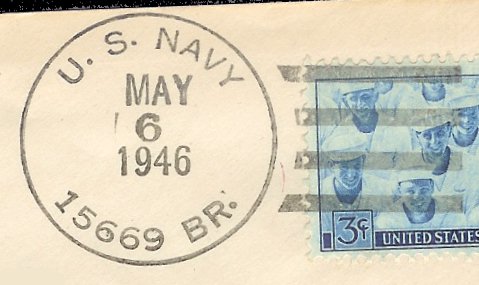 U. S. NAVY
MAY
6
1946
15669 BR.
3¢
UNITED STATES